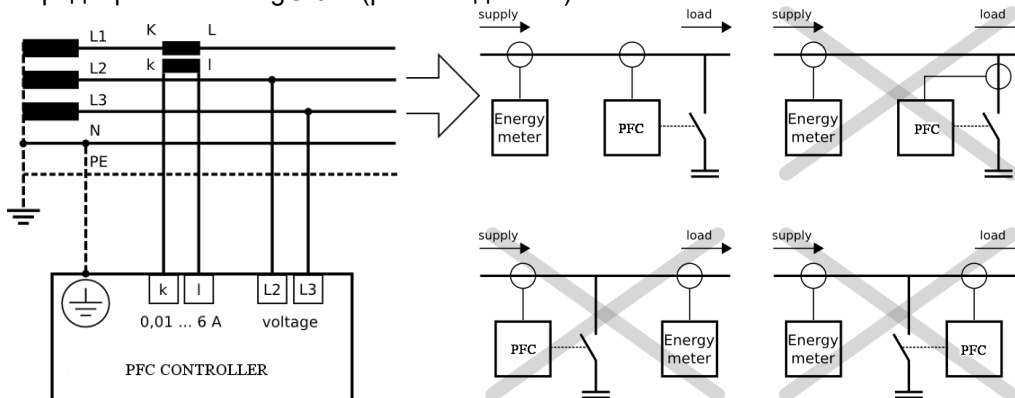 L1 K L
k l
L2
L3
N
PE
k l L2 L3
0,01 ... 6 A voltage
PFC CONTROLLER
supply load
Energy
meter
PFC
supply load
Energy
meter
PFC
supply load
PFC
Energy
meter
supply load
Energy
meter
PFC